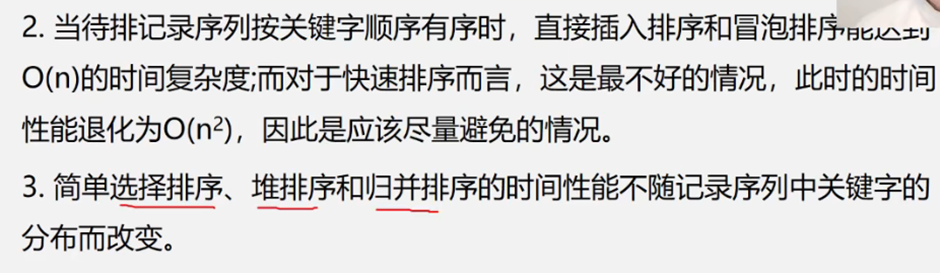 2. 当待排记录序列按关键字顺序有序时，直接插入排序和冒泡排序能达到
O(n)的时间复杂度;而对于快速排序而言，这是最不好的情况，此时的时间
性能退化为O(n²)，因此是应该尽量避免的情况。
3. 简单选择排序、堆排序和归并排序的时间性能不随记录序列中关键字的
分布而改变。